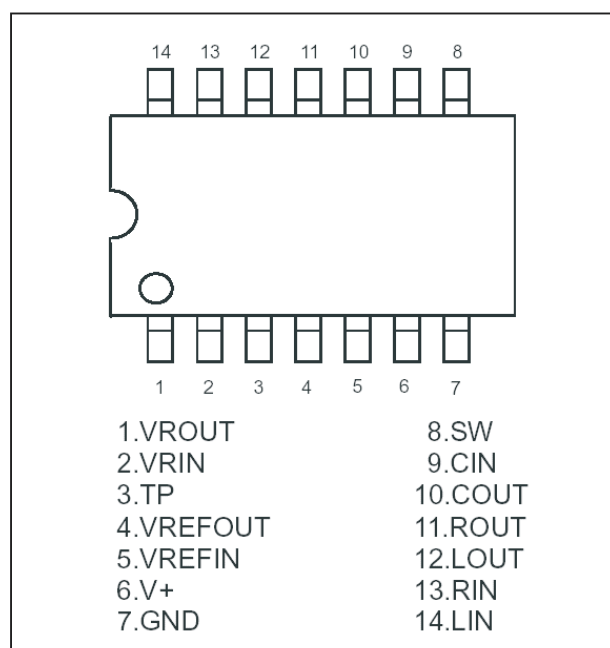 14 13 12 11 10 9 8
1 2 3 4 5 6 7
1.VROUT
2.VRIN
3.TP
4.VREFOUT
5.VREFIN
6.V+
7.GND
8.SW
9.CIN
10.COUT
11.ROUT
12.LOUT
13.RIN
14.LIN